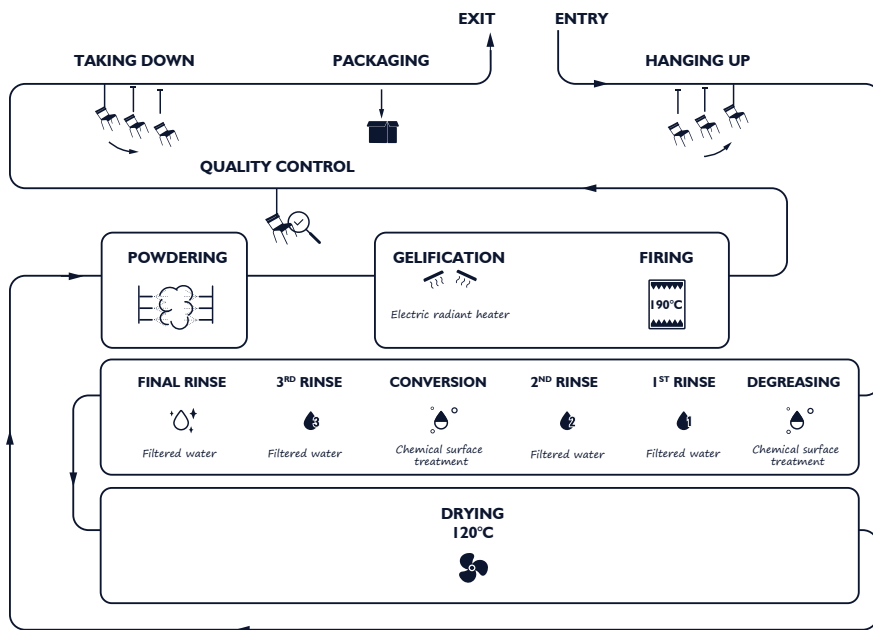 EXIT
ENTRY
TAKING DOWN
PACKAGING
HANGING UP
QUALITY CONTROL
POWDERING
GELIFICATION
FIRING
190°C
Electric radiant heater
FINAL RINSE
3RD RINSE
CONVERSION
2ND RINSE
1ST RINSE
DEGREASING
3
2
1
Filtered water
Filtered water
Chemical surface
treatment
Filtered water
Filtered water
Chemical surface
treatment
DRYING
120°C